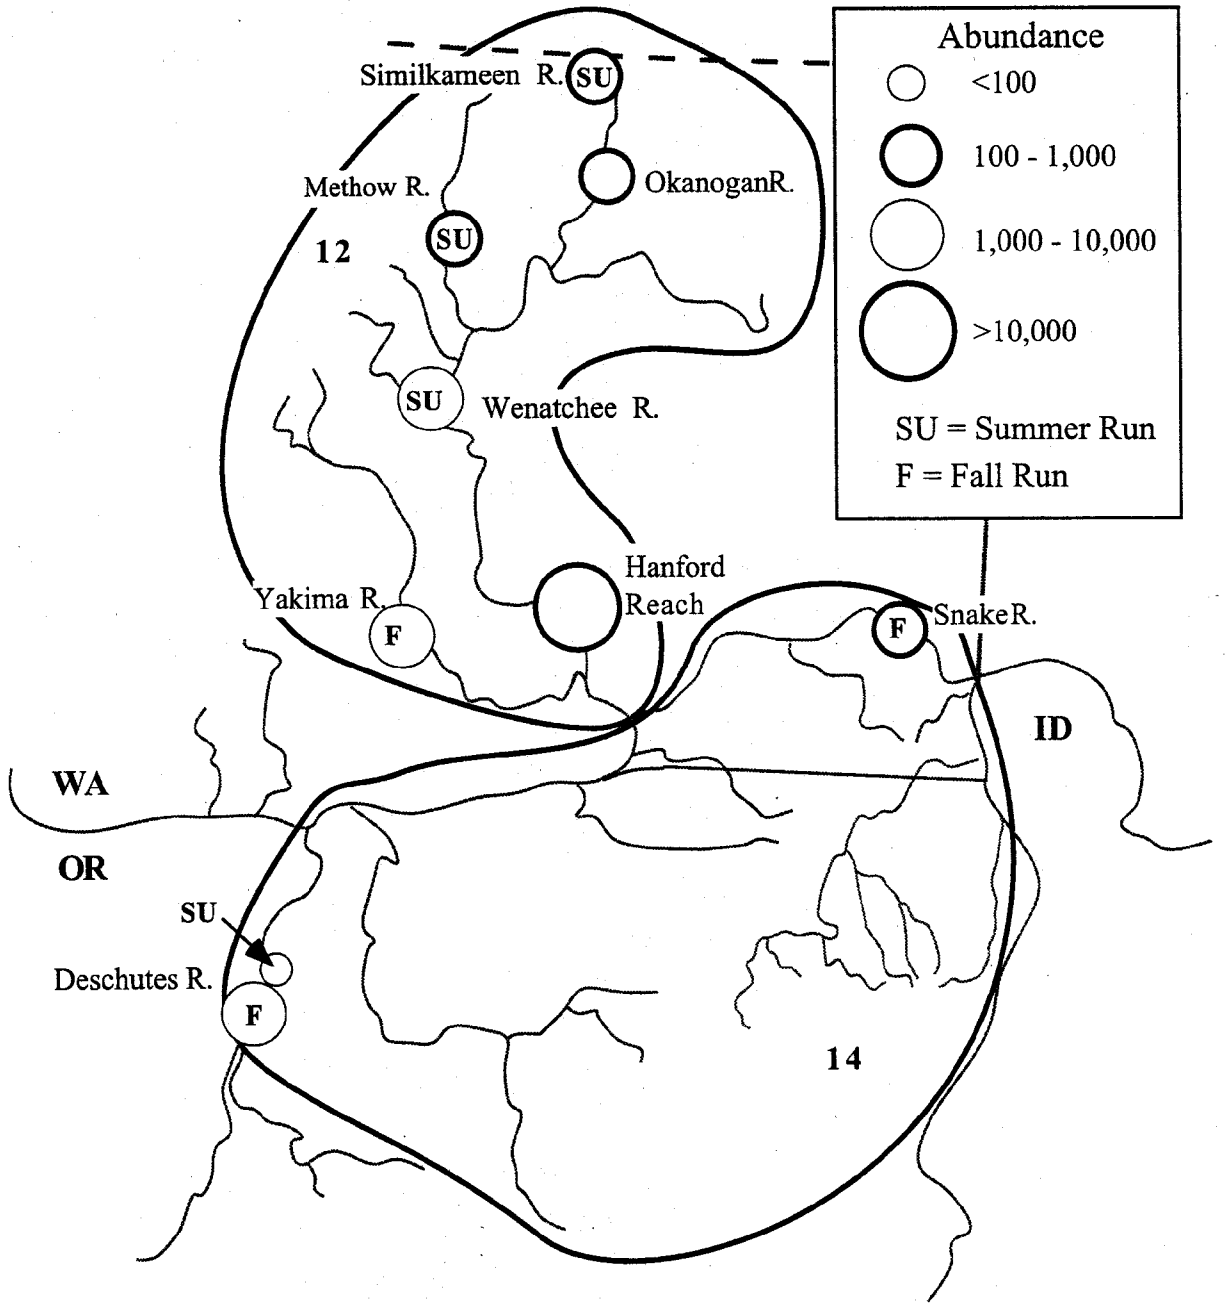 Abundance
<100
100 - 1,000
1,000 - 10,000
>10,000
SU = Summer Run
F = Fall Run
Similkameen R.
SU
Methow R.
OkanoganR.
12
SU
SU
Wenatchee R.
Hanford
Reach
Yakima R.
F
F
SnakeR.
ID
WA
OR
SU
Deschutes R.
F
14